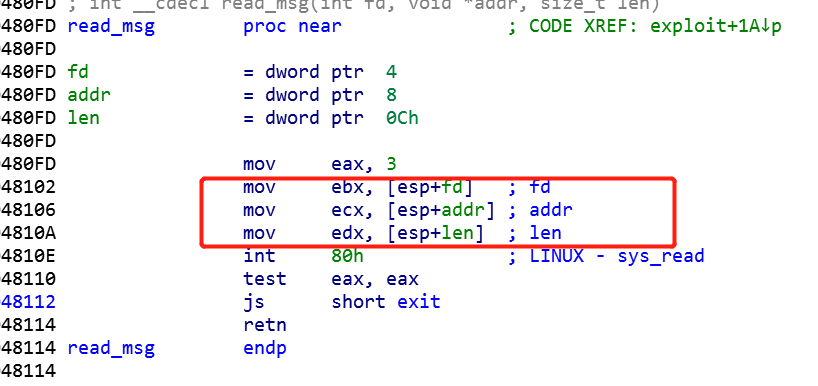 480FD ; int __cdecl read_msg(int fd, void *addr, size_t len)
480FD read_msg proc near ; CODE XREF: exploit+1A↓p
480FD
480FD fd = dword ptr 4
480FD addr = dword ptr 8
480FD len = dword ptr 0Ch
480FD
480FD mov eax, 3
48102 mov ebx, [esp+fd] ; fd
48106 mov ecx, [esp+addr] ; addr
4810A mov edx, [esp+len] ; len
4810E int 80h ; LINUX - sys_read
48110 test eax, eax
48112 js short exit
48114 retn
48114 read_msg endp
48114